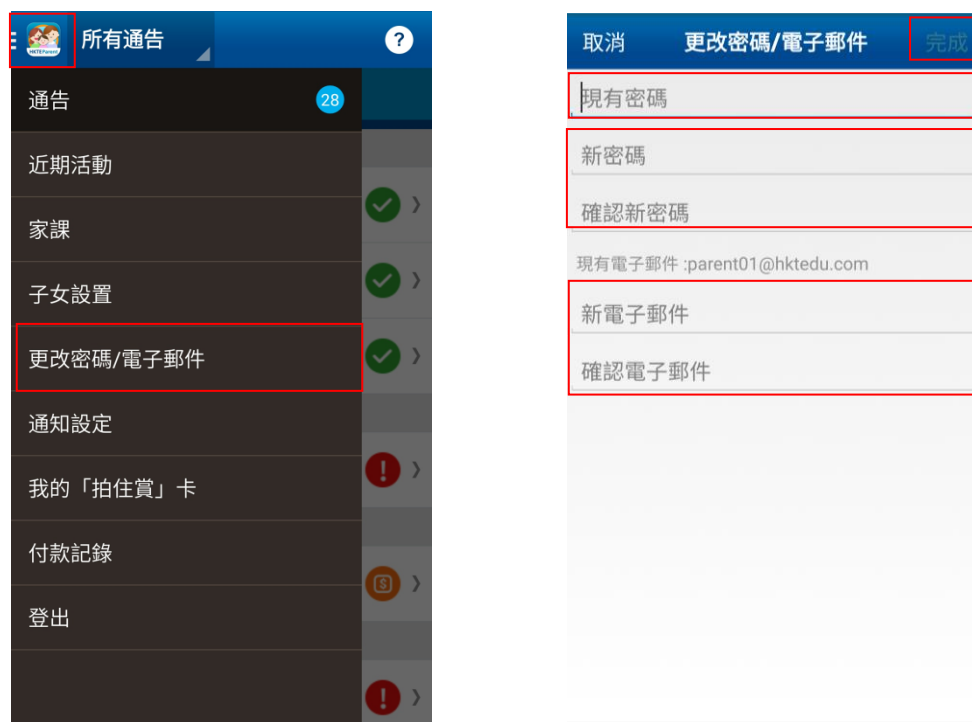 HKTE Parent
所有通告
?
通告
28
近期活動
家課
子女設置
更改密碼/電子郵件
通知設定
我的「拍住賞」卡
付款記錄
登出
取消
更改密碼/電子郵件
完成
現有密碼
新密碼
確認新密碼
現有電子郵件 :parent01@hktedu.com
新電子郵件
確認電子郵件